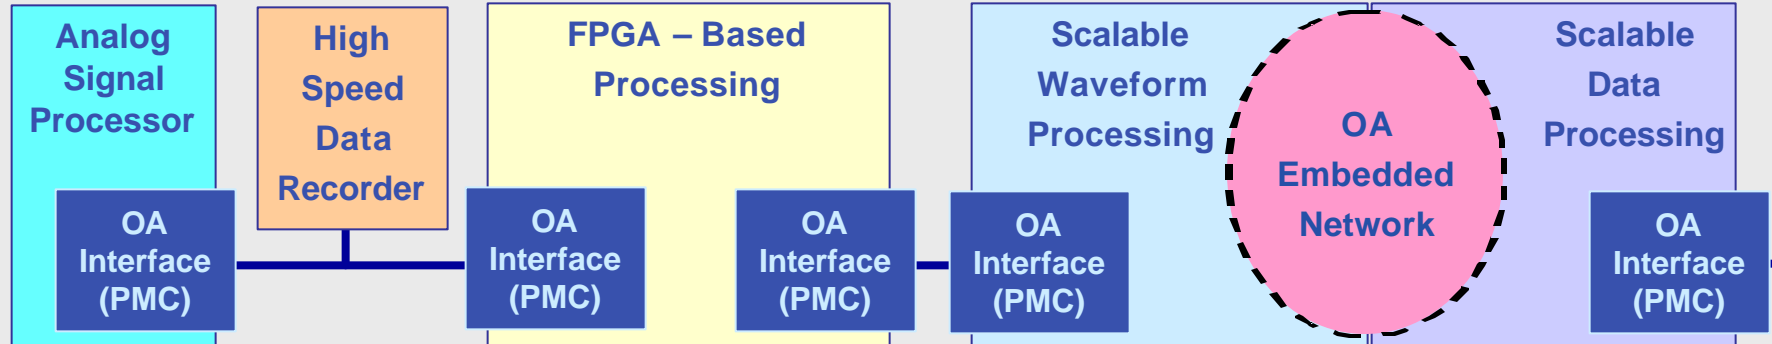 Analog
Signal
Processor
High
Speed
Data
Recorder
FPGA – Based
Processing
Scalable
Waveform
Processing
OA
Embedded
Network
Scalable
Data
Processing
OA
Interface
(PMC)
OA
Interface
(PMC)
OA
Interface
(PMC)
OA
Interface
(PMC)
OA
Interface
(PMC)